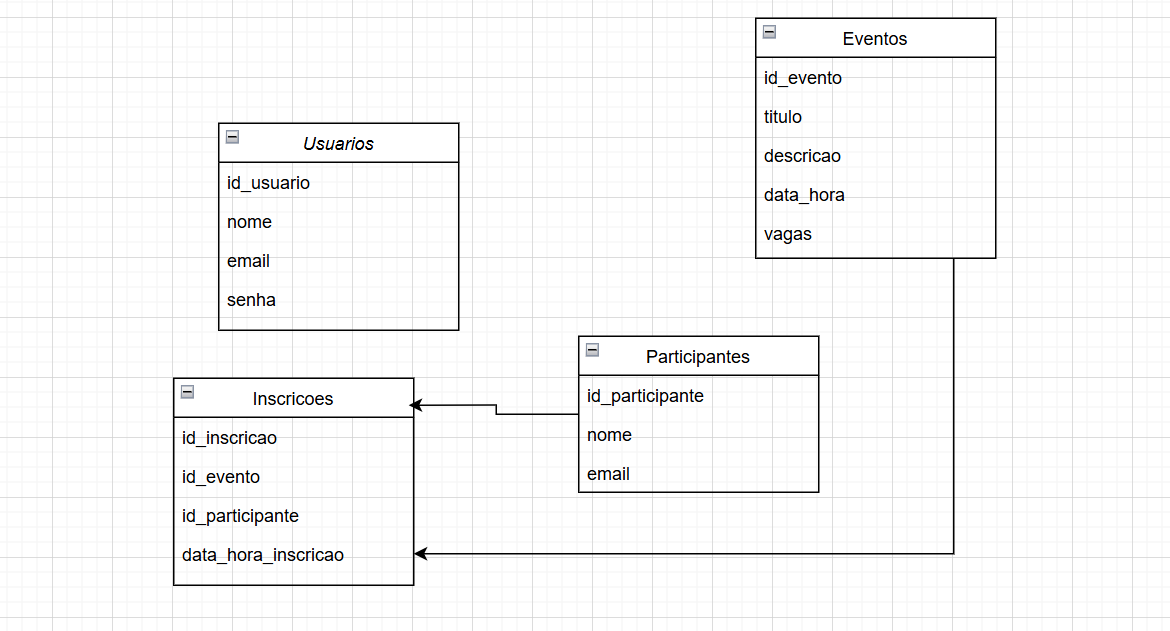 Eventos
id_evento
titulo
descricao
data_hora
vagas
Usuarios
id_usuario
nome
email
senha
Participantes
id_participante
nome
email
Inscricoes
id_inscricao
id_evento
id_participante
data_hora_inscricao